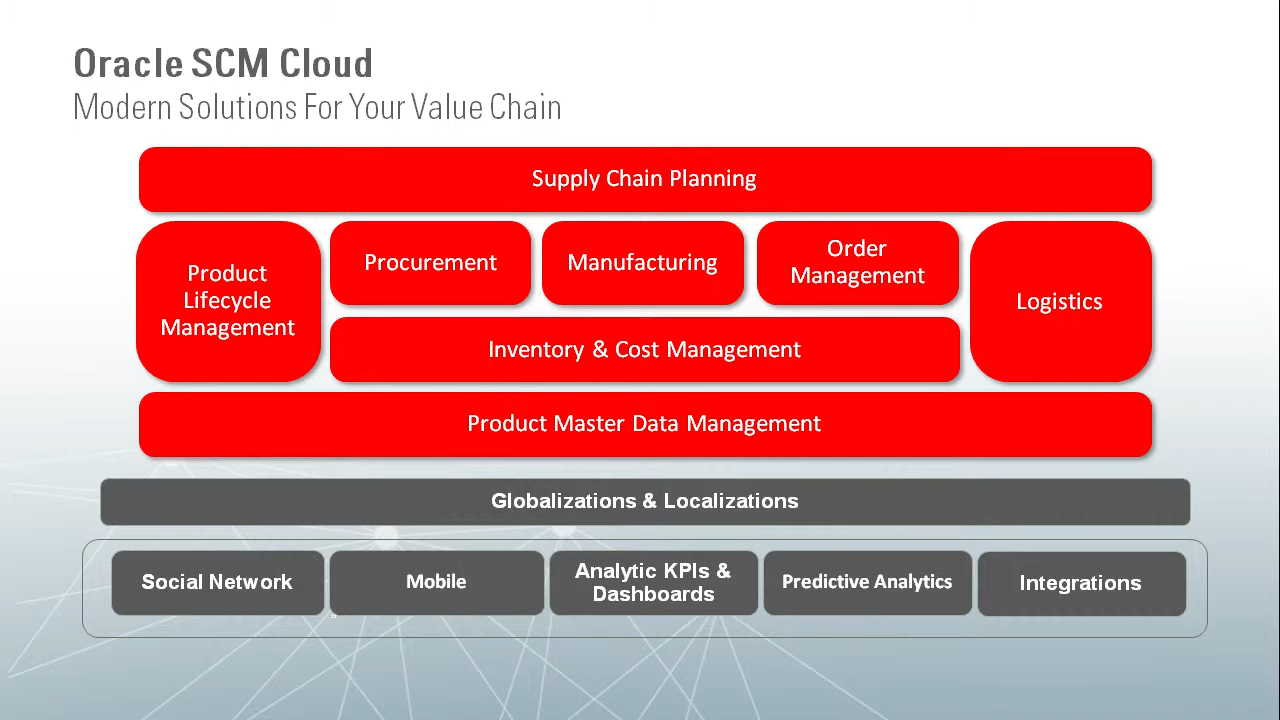 Oracle SCM Cloud
Modern Solutions For Your Value Chain
Supply Chain Planning
Product
Lifecycle
Management
Procurement
Manufacturing
Order
Management
Logistics
Inventory & Cost Management
Product Master Data Management
Globalizations & Localizations
Social Network
Mobile
Analytic KPIs &
Dashboards
Predictive Analytics
Integrations